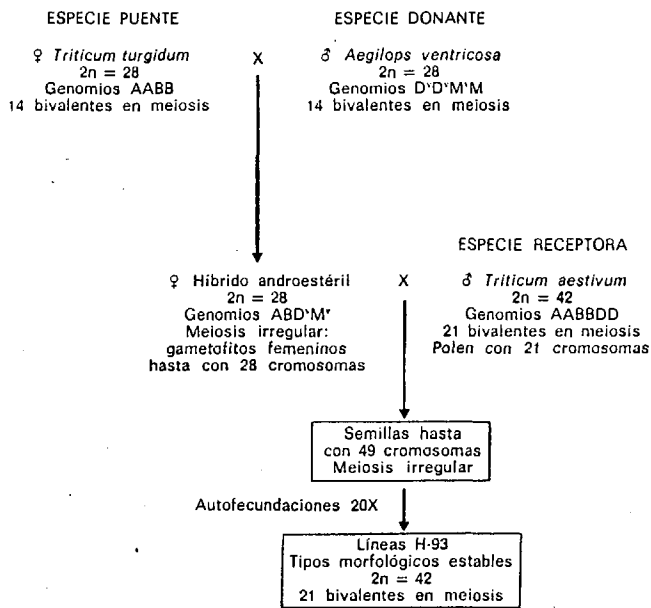 ESPECIE PUENTE
♀ Triticum turgidum
2n = 28
Genomios AABB
14 bivalentes en meiosis
X
ESPECIE DONANTE
♂ Aegilops ventricosa
2n = 28
Genomios DᵛDᵛMᵛM
14 bivalentes en meiosis
♀ Híbrido androestéril
2n = 28
Genomios ABDᵛMᵛ
Meiosis irregular:
gametofitos femeninos
hasta con 28 cromosomas
X
ESPECIE RECEPTORA
♂ Triticum aestivum
2n = 42
Genomios AABBDD
21 bivalentes en meiosis
Polen con 21 cromosomas
Semillas hasta
con 49 cromosomas
Meiosis irregular
Autofecundaciones 20X
Líneas H-93
Tipos morfológicos estables
2n = 42
21 bivalentes en meiosis